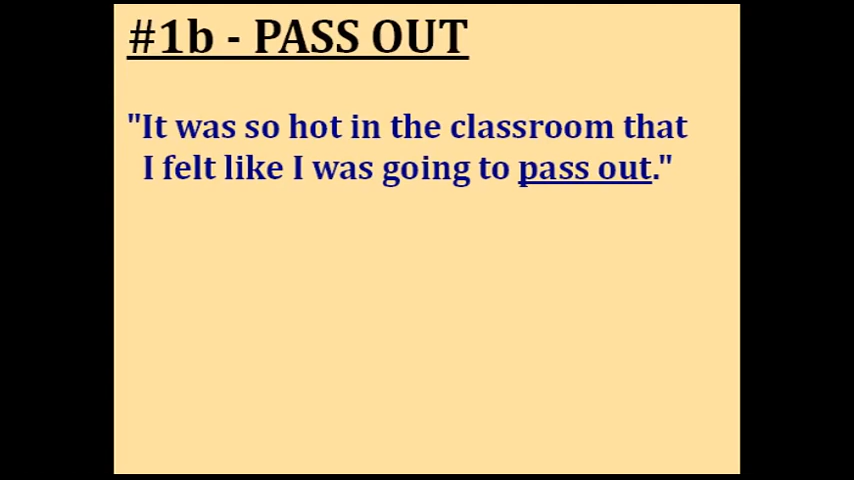 #1b - PASS OUT
"It was so hot in the classroom that
I felt like I was going to pass out."